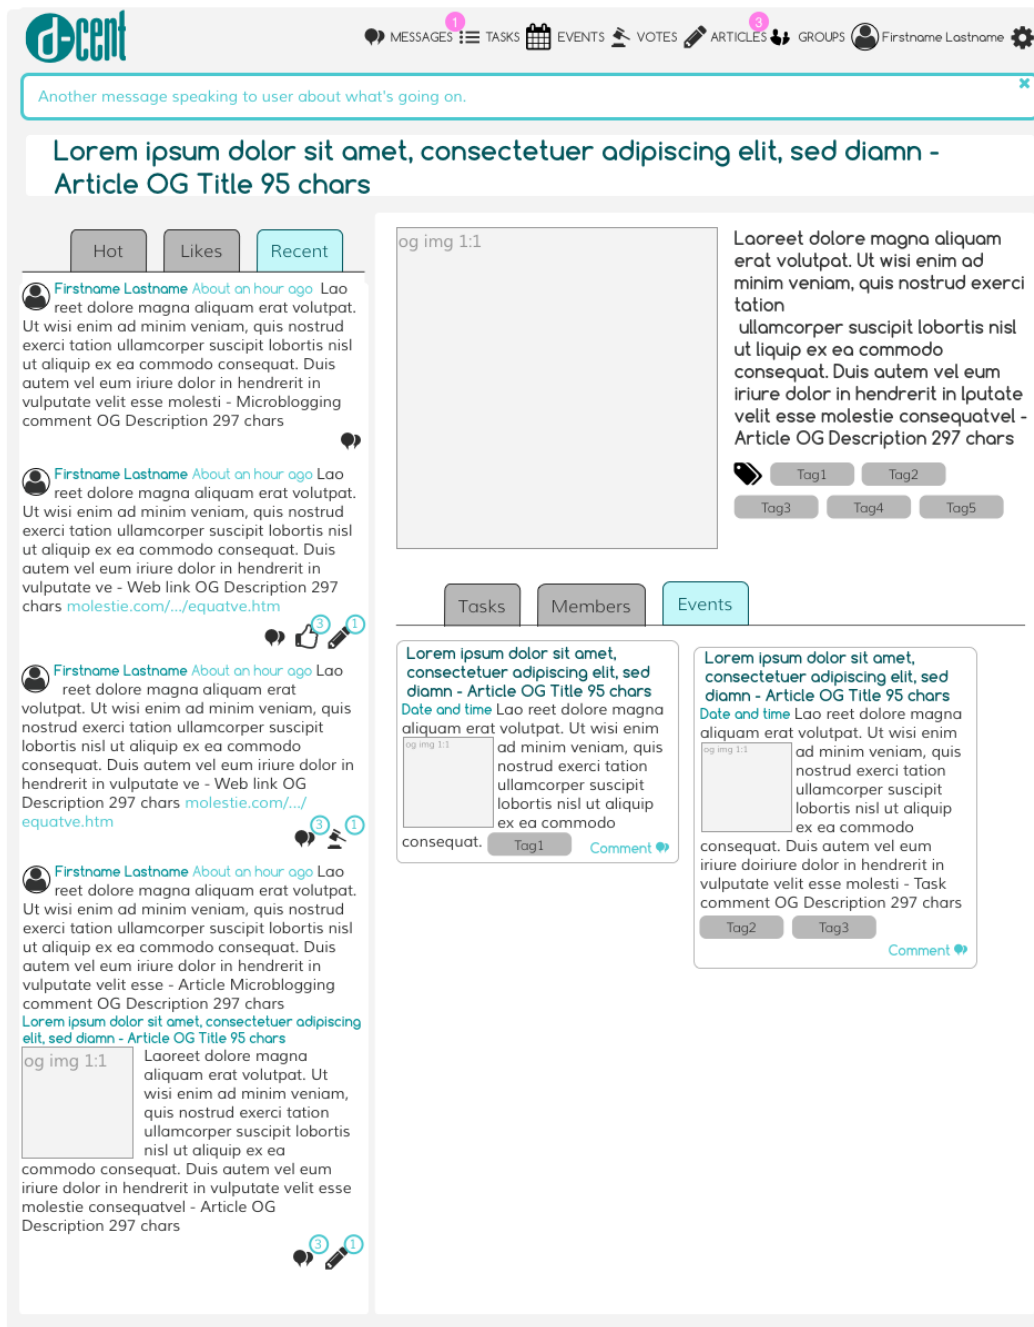 d-cent
1
3
MESSAGES TASKS EVENTS VOTES ARTICLES GROUPS Firstname Lastname
Another message speaking to user about what's going on.
Lorem ipsum dolor sit amet, consectetuer adipiscing elit, sed diamn -
Article OG Title 95 chars
Hot Likes Recent
Firstname Lastname About an hour ago Lao
reet dolore magna aliquam erat volutpat.
Ut wisi enim ad minim veniam, quis nostrud
exerci tation ullamcorper suscipit lobortis nisl
ut aliquip ex ea commodo consequat. Duis
autem vel eum iriure dolor in hendrerit in
vulputate velit esse molesti - Microblogging
comment OG Description 297 chars
Firstname Lastname About an hour ago Lao
reet dolore magna aliquam erat volutpat.
Ut wisi enim ad minim veniam, quis nostrud
exerci tation ullamcorper suscipit lobortis nisl
ut aliquip ex ea commodo consequat. Duis
autem vel eum iriure dolor in hendrerit in
vulputate ve - Web link OG Description 297
chars molestie.com/.../equatve.htm
3 1
Firstname Lastname About an hour ago Lao
reet dolore magna aliquam erat
volutpat. Ut wisi enim ad minim veniam, quis
nostrud exerci tation ullamcorper suscipit
lobortis nisl ut aliquip ex ea commodo
consequat. Duis autem vel eum iriure dolor in
hendrerit in vulputate ve - Web link OG
Description 297 chars molestie.com/.../
equatve.htm
3 1
Firstname Lastname About an hour ago Lao
reet dolore magna aliquam erat volutpat.
Ut wisi enim ad minim veniam, quis nostrud
exerci tation ullamcorper suscipit lobortis nisl
ut aliquip ex ea commodo consequat. Duis
autem vel eum iriure dolor in hendrerit in
vulputate velit esse - Article Microblogging
comment OG Description 297 chars
Lorem ipsum dolor sit amet, consectetuer adipiscing
elit, sed diamn - Article OG Title 95 chars
og img 1:1
Laoreet dolore magna
aliquam erat volutpat. Ut
wisi enim ad minim veniam,
quis nostrud exerci tation
ullamcorper suscipit lobortis
nisl ut aliquip ex ea
commodo consequat. Duis autem vel eum
iriure dolor in hendrerit in vulputate velit esse
molestie consequatvel - Article OG
Description 297 chars
3 1
og img 1:1
Laoreet dolore magna aliquam
erat volutpat. Ut wisi enim ad
minim veniam, quis nostrud exerci
tation
ullamcorper suscipit lobortis nisl
ut liquip ex ea commodo
consequat. Duis autem vel eum
iriure dolor in hendrerit in lputate
velit esse molestie consequatvel -
Article OG Description 297 chars
Tag1 Tag2
Tag3 Tag4 Tag5
Tasks Members Events
Lorem ipsum dolor sit amet,
consectetuer adipiscing elit, sed
diamn - Article OG Title 95 chars
Date and time Lao reet dolore magna
aliquam erat volutpat. Ut wisi enim
og img 1:1
ad minim veniam, quis
nostrud exerci tation
ullamcorper suscipit
lobortis nisl ut aliquip
ex ea commodo
consequat. Tag1 Comment
Lorem ipsum dolor sit amet,
consectetuer adipiscing elit, sed
diamn - Article OG Title 95 chars
Date and time Lao reet dolore magna
aliquam erat volutpat. Ut wisi enim
og img 1:1
ad minim veniam, quis
nostrud exerci tation
ullamcorper suscipit
lobortis nisl ut aliquip
ex ea commodo
consequat. Duis autem vel eum
iriure doiriure dolor in hendrerit in
vulputate velit esse molesti - Task
comment OG Description 297 chars
Tag2 Tag3
Comment